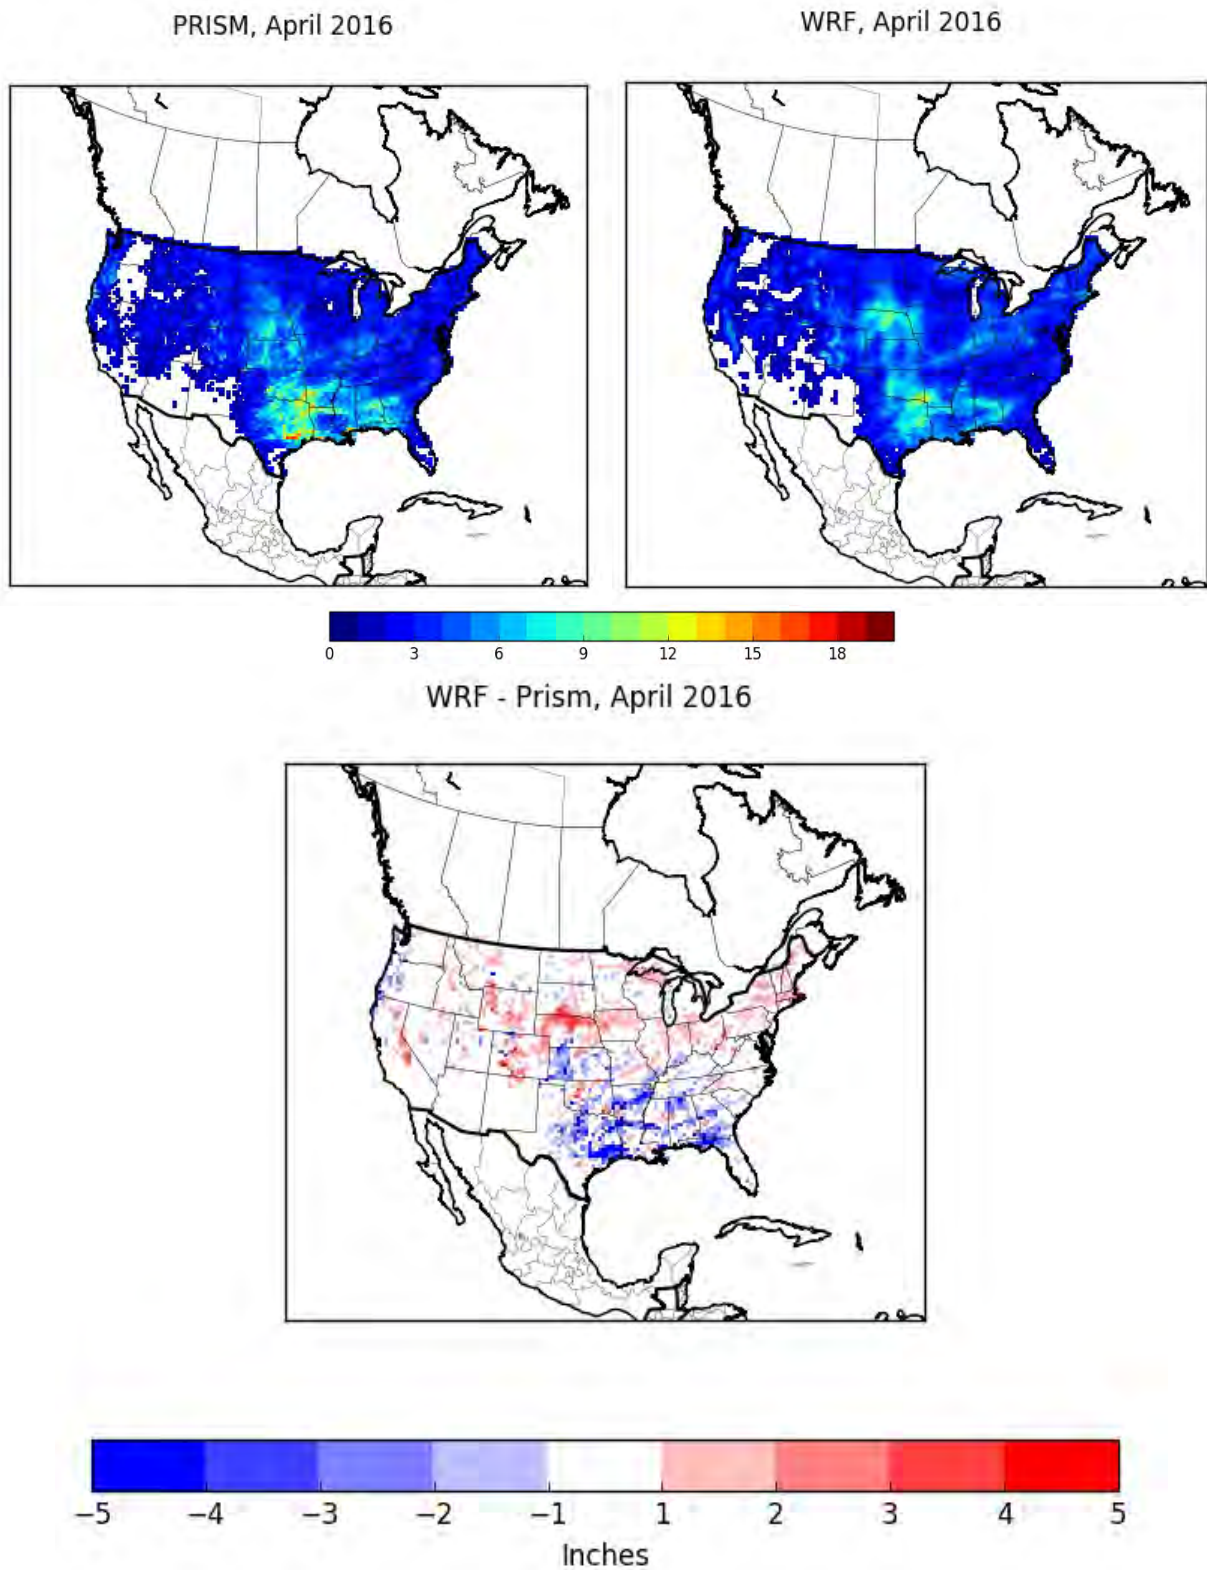 PRISM, April 2016
WRF, April 2016
0 3 6 9 12 15 18
WRF - Prism, April 2016
−5 −4 −3 −2 −1 1 2 3 4 5
Inches